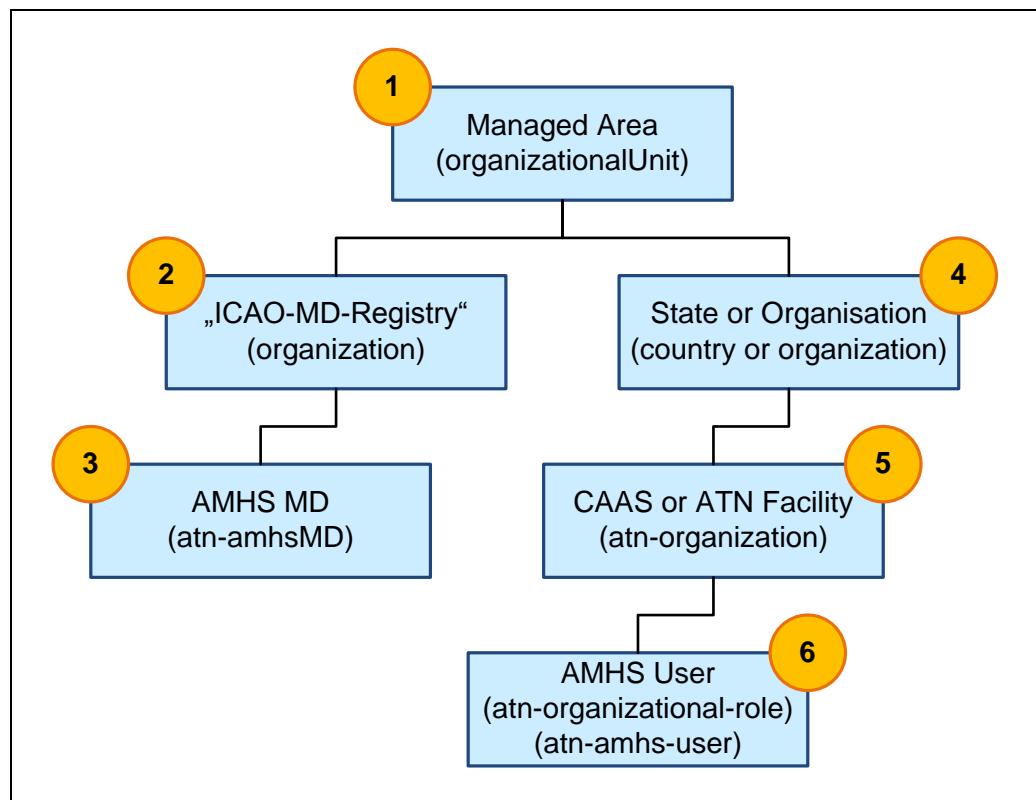 1
Managed Area
(organizationalUnit)
2
„ICAO-MD-Registry“
(organization)
3
AMHS MD
(atn-amhsMD)
4
State or Organisation
(country or organization)
5
CAAS or ATN Facility
(atn-organization)
6
AMHS User
(atn-organizational-role)
(atn-amhs-user)